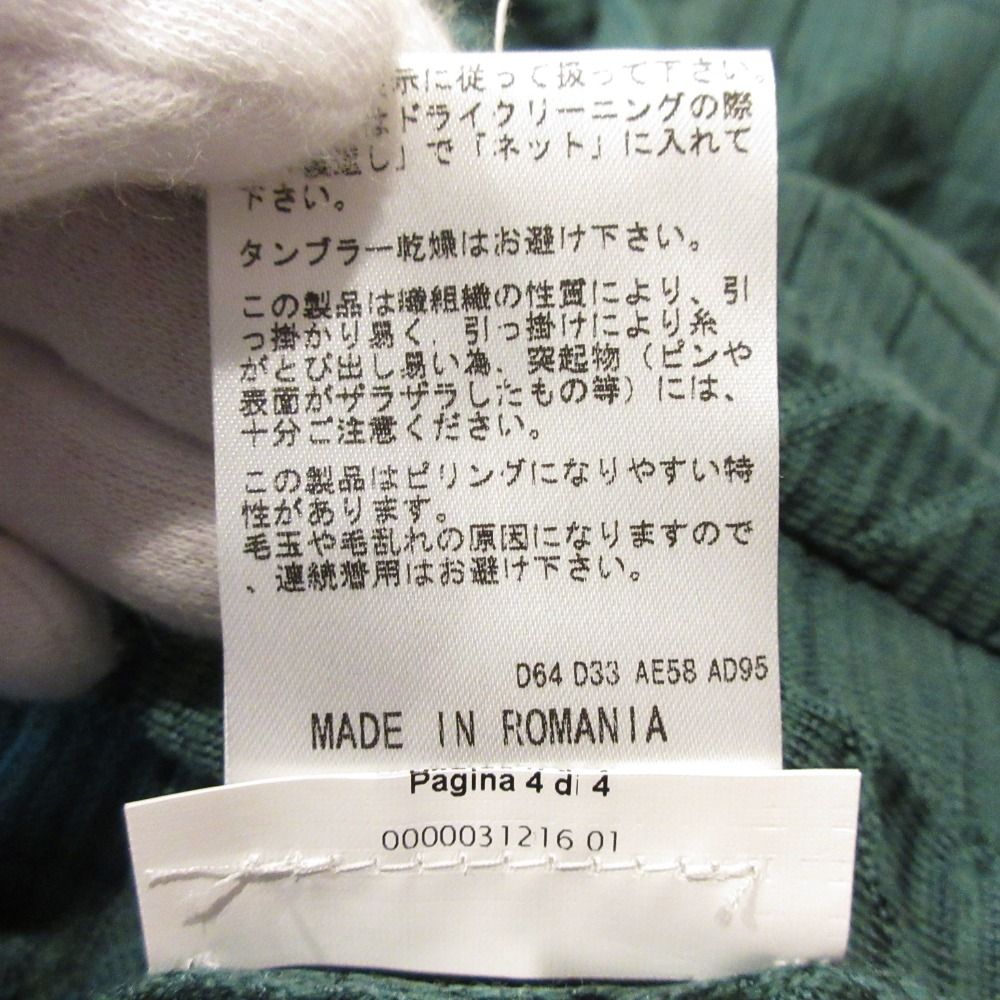 示に従って扱って下さい。
はドライクリーニングの際
返し」で「ネット」に入れて
下さい。
タンブラー乾燥はお避け下さい。
この製品は繊組織の性質により、引
っ掛かり易く、引っ掛けにより糸
がとび出し易い為、突起物（ピンや
表面がザラザラしたもの等）には、
十分ご注意ください。
この製品はピリングになりやすい特
性があります。
毛玉や毛乱れの原因になりますので
、連続着用はお避け下さい。
D64 D33 AE58 AD95
MADE IN ROMANIA
Pagina 4 di 4
0000031216 01